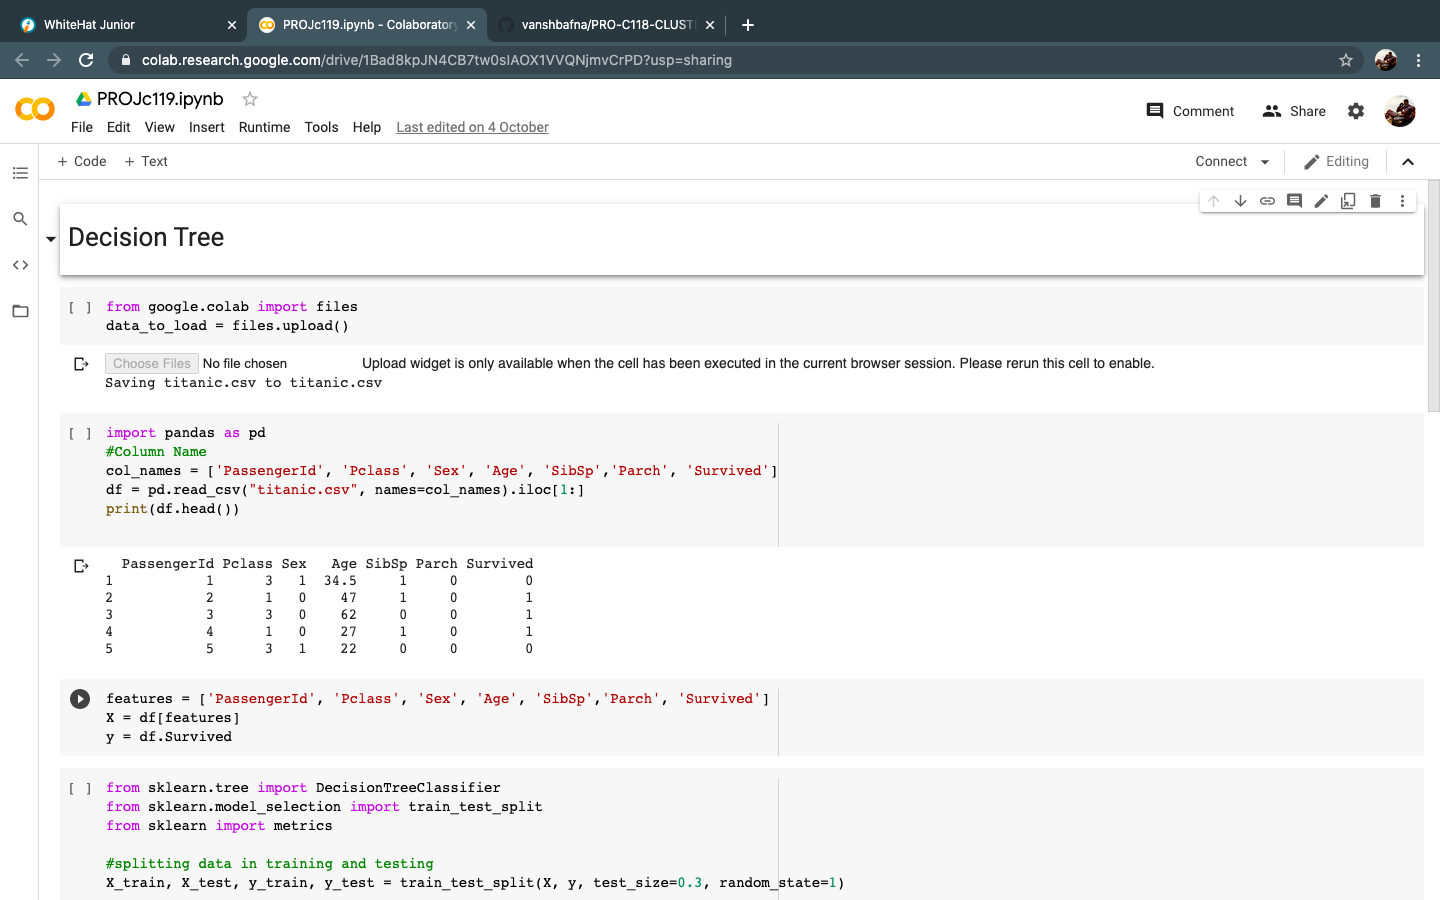 WhiteHat Junior
PROJc119.ipynb - Colaboratory
vanshbafna/PRO-C118-CLUST
colab.research.google.com/drive/1Bad8kpJN4CB7tw0sIAOX1VVQNjmvCrPD?usp=sharing
PROJc119.ipynb
File Edit View Insert Runtime Tools Help Last edited on 4 October
Comment Share
+ Code + Text
Connect Editing
Decision Tree
[ ] from google.colab import files
data_to_load = files.upload()
Choose Files No file chosen Upload widget is only available when the cell has been executed in the current browser session. Please rerun this cell to enable.
Saving titanic.csv to titanic.csv
[ ] import pandas as pd
#Column Name
col_names = ['PassengerId', 'Pclass', 'Sex', 'Age', 'SibSp','Parch', 'Survived']
df = pd.read_csv("titanic.csv", names=col_names).iloc[1:]
print(df.head())
PassengerId Pclass Sex Age SibSp Parch Survived
1 1 3 1 34.5 1 0 0
2 2 1 0 47 1 0 1
3 3 3 0 62 0 0 1
4 4 1 0 27 1 0 1
5 5 3 1 22 0 0 0
features = ['PassengerId', 'Pclass', 'Sex', 'Age', 'SibSp','Parch', 'Survived']
X = df[features]
y = df.Survived
[ ] from sklearn.tree import DecisionTreeClassifier
from sklearn.model_selection import train_test_split
from sklearn import metrics
#splitting data in training and testing
X_train, X_test, y_train, y_test = train_test_split(X, y, test_size=0.3, random_state=1)